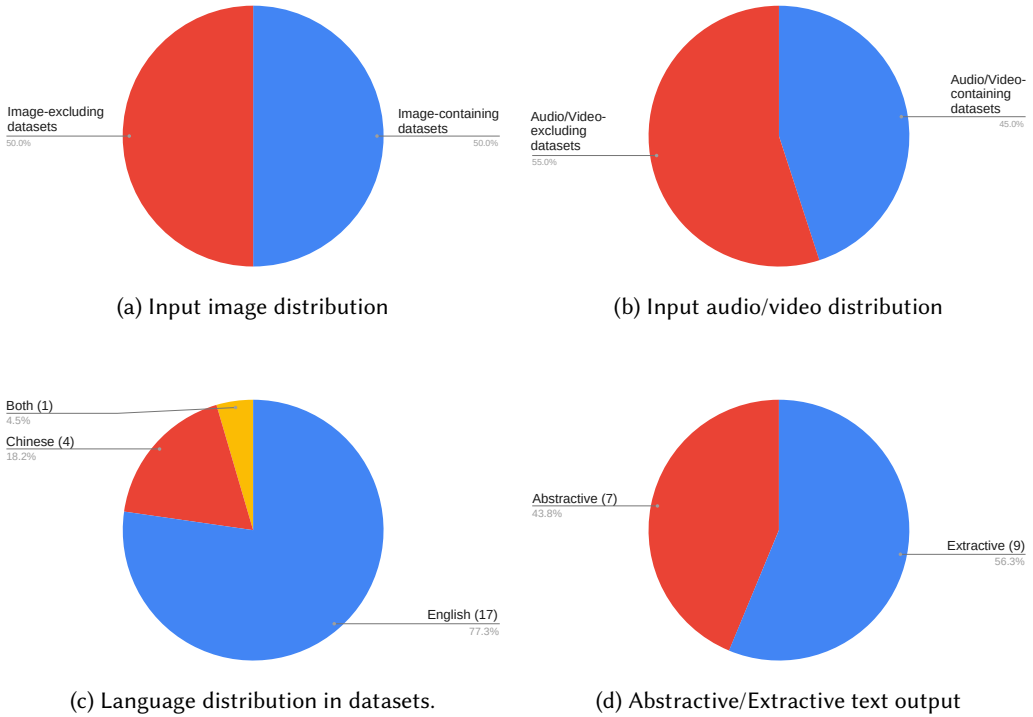 Image-excluding
datasets
50.0%
Image-containing
datasets
50.0%
(a) Input image distribution
Audio/Video-
excluding
datasets
55.0%
Audio/Video-
containing
datasets
45.0%
(b) Input audio/video distribution
Both (1)
4.5%
Chinese (4)
18.2%
English (17)
77.3%
(c) Language distribution in datasets.
Abstractive (7)
43.8%
Extractive (9)
56.3%
(d) Abstractive/Extractive text output